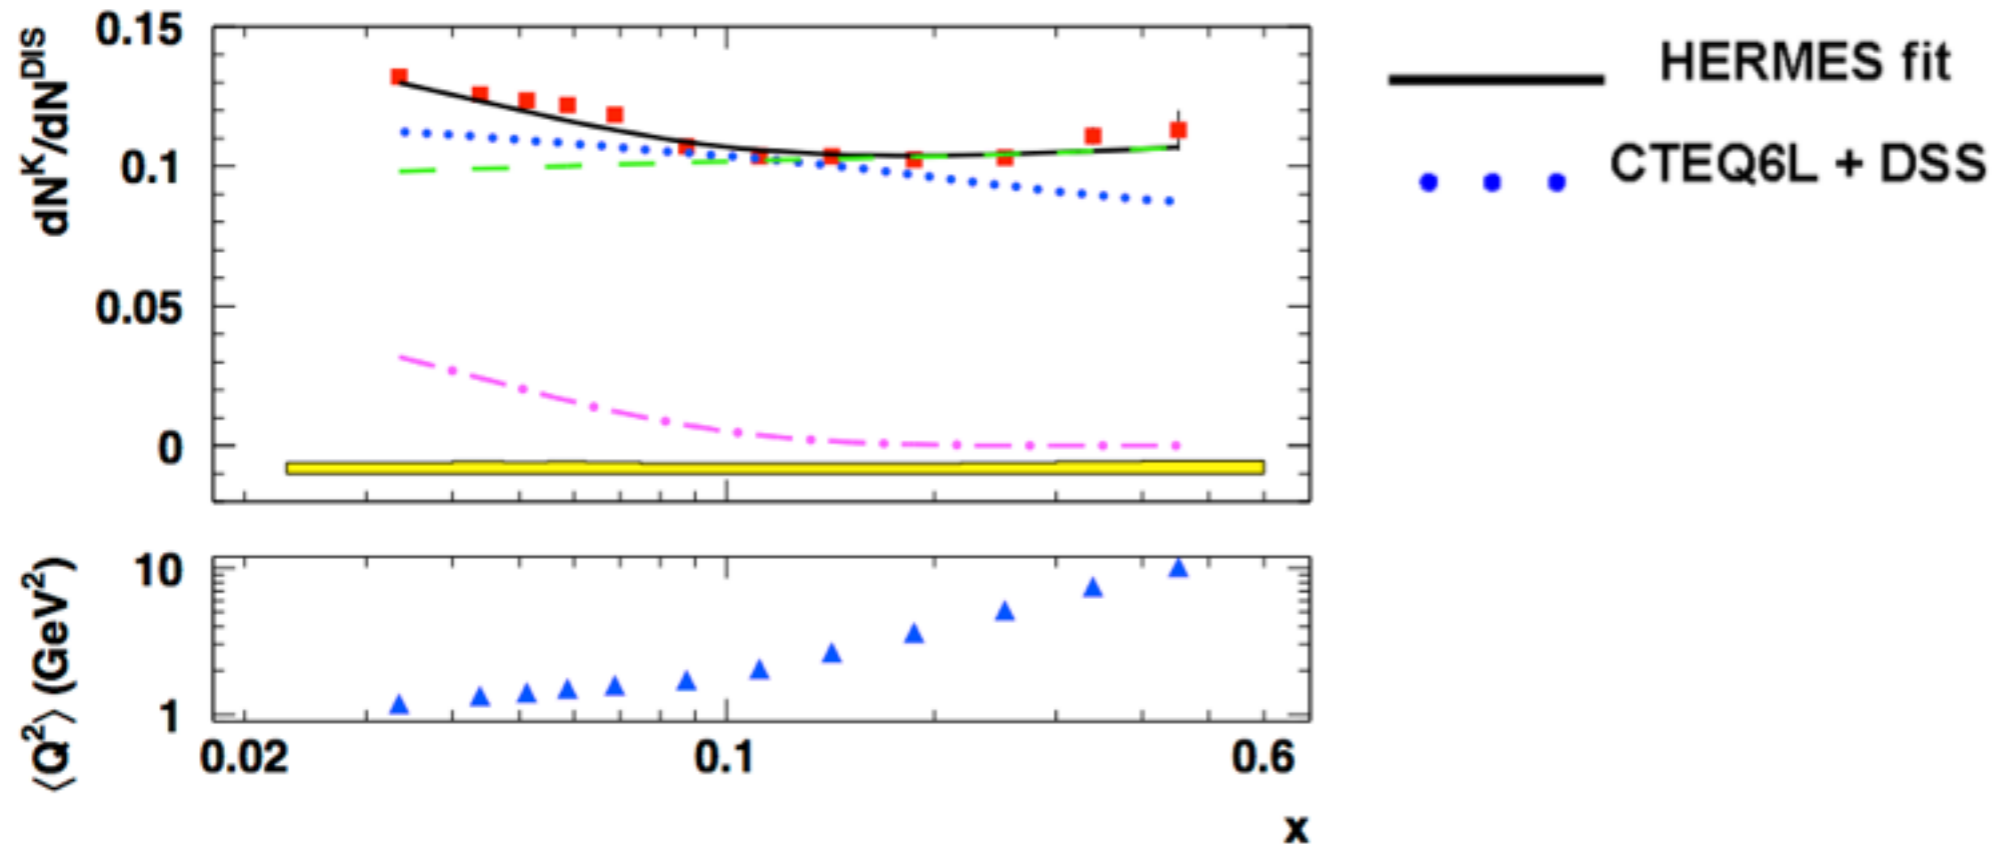 dN^K/dN^DIS
0.15
0.1
0.05
0
HERMES fit
CTEQ6L + DSS
⟨Q²⟩ (GeV²)
10
1
0.02 0.1 0.6
x